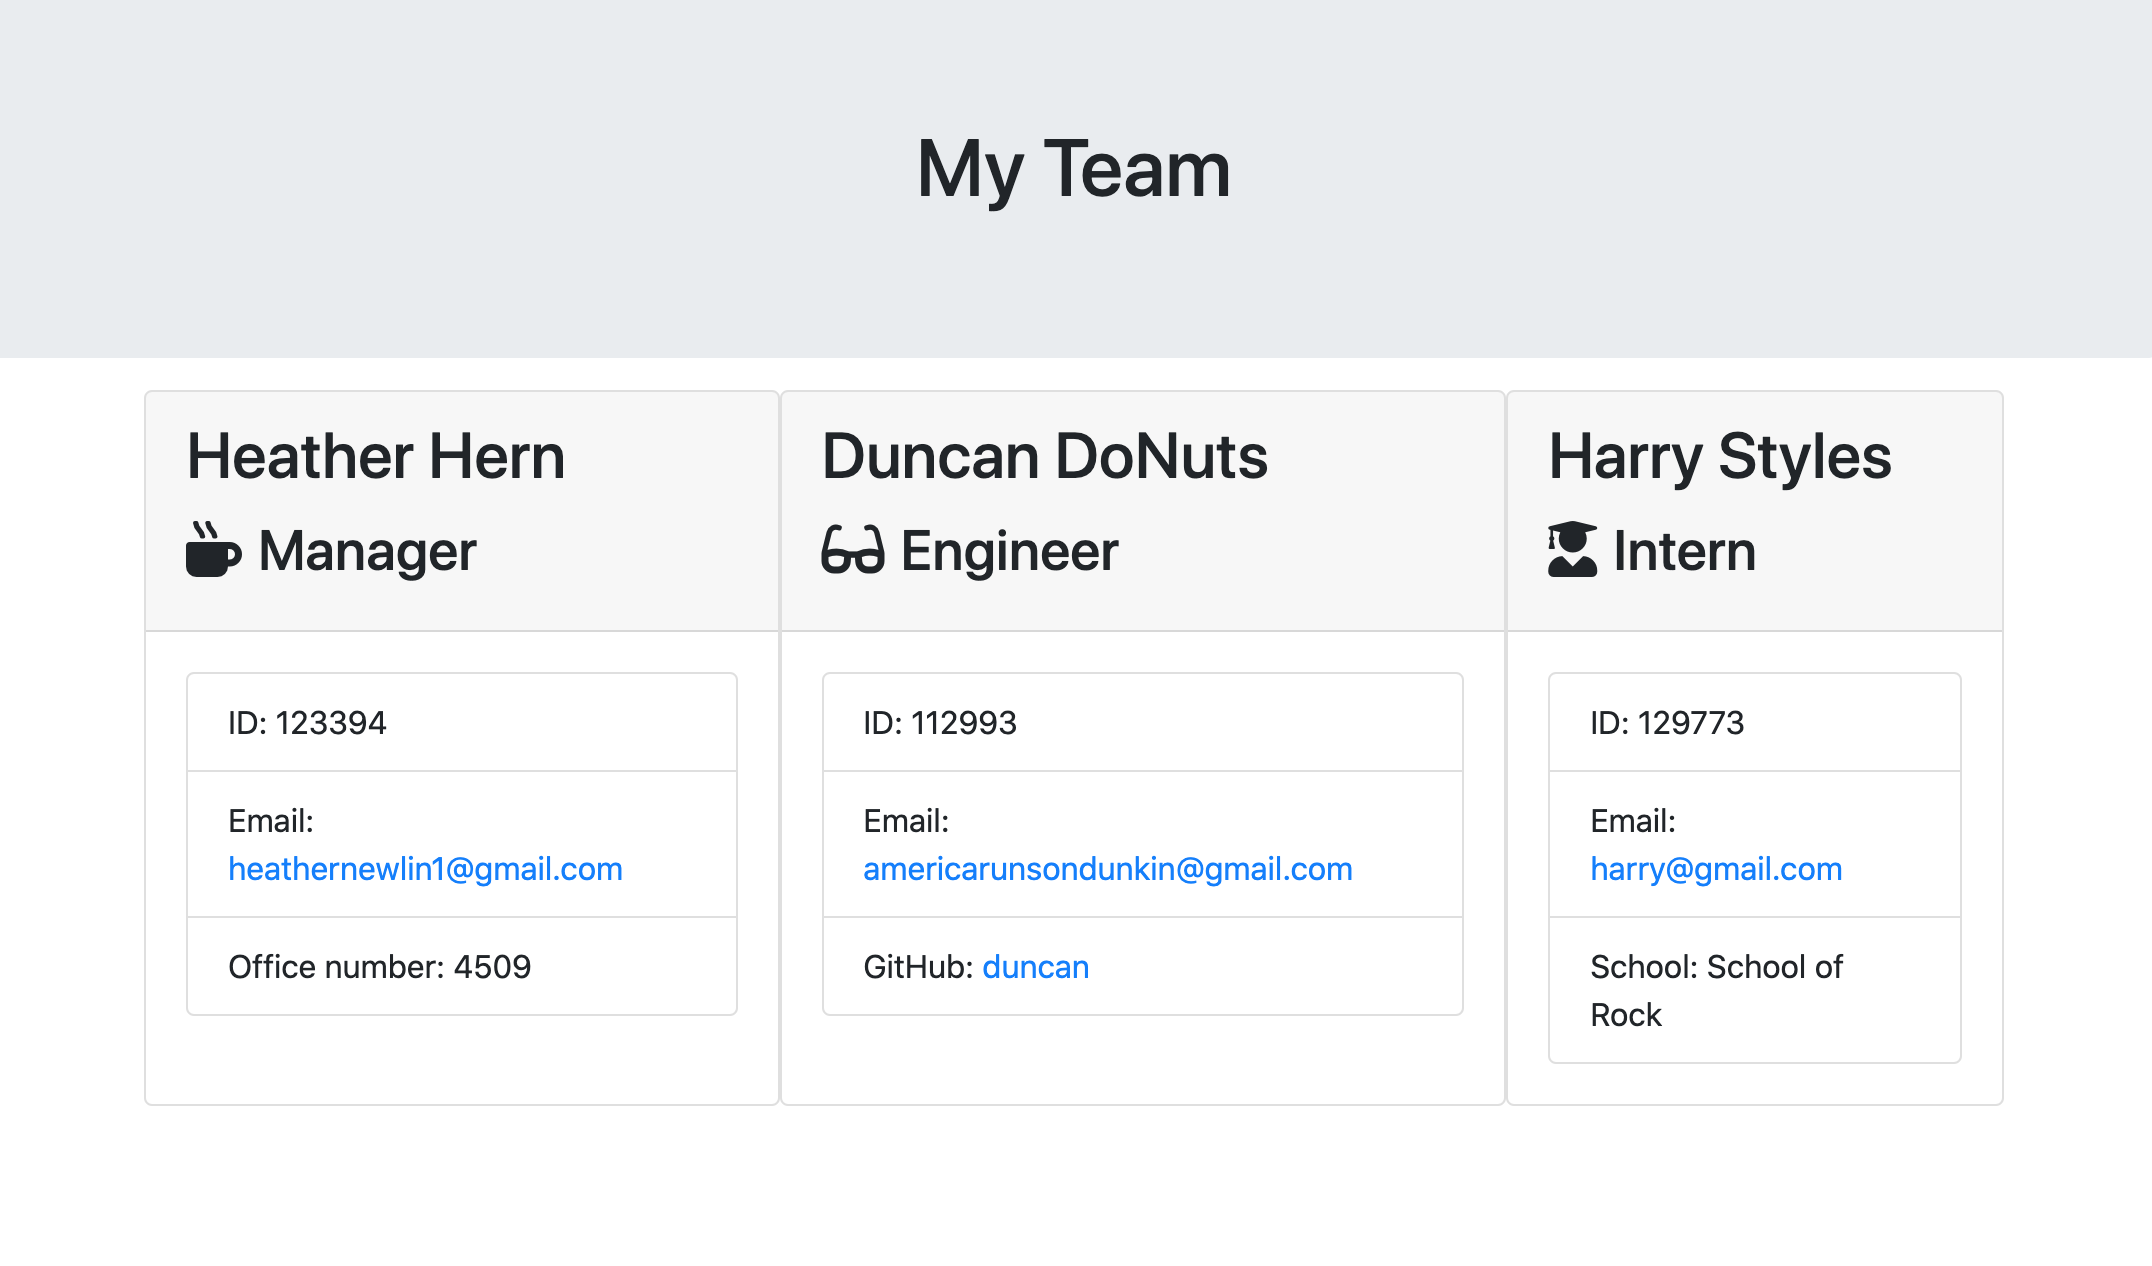 My Team
Heather Hern
Manager
ID: 123394
Email:
heathernewlin1@gmail.com
Office number: 4509
Duncan DoNuts
Engineer
ID: 112993
Email:
americarunsondunkin@gmail.com
GitHub: duncan
Harry Styles
Intern
ID: 129773
Email:
harry@gmail.com
School: School of
Rock